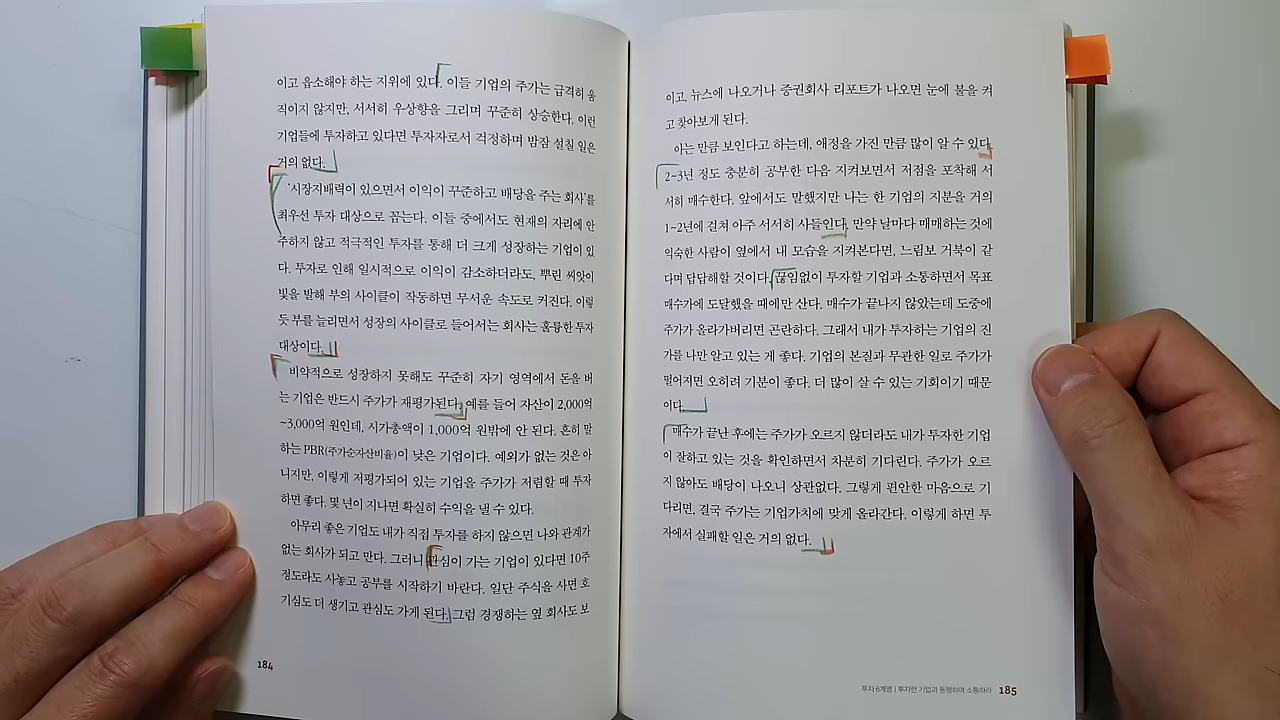 이고 읍소해야 하는 지위에 있다. 이들 기업의 주가는 급격히 움
직이지 않지만, 서서히 우상향을 그리며 꾸준히 상승한다. 이런
기업들에 투자하고 있다면 투자자로서 걱정하며 밤잠 설칠 일은
거의 없다.
'시장지배력이 있으면서 이익이 꾸준하고 배당을 주는 회사'를
최우선 투자 대상으로 꼽는다. 이들 중에서도 현재의 자리에 안
주하지 않고 적극적인 투자를 통해 더 크게 성장하는 기업이 있
다. 투자로 인해 일시적으로 이익이 감소하더라도, 뿌린 씨앗이
빛을 발해 부의 사이클이 작동하면 무서운 속도로 커진다. 이렇
듯 부를 늘리면서 성장의 사이클로 들어서는 회사는 훌륭한 투자
대상이다.
비약적으로 성장하지 못해도 꾸준히 자기 영역에서 돈을 버
는 기업은 반드시 주가가 재평가된다. 예를 들어 자산이 2,000억
~3,000억 원인데, 시가총액이 1,000억 원밖에 안 된다. 흔히 말
하는 PBR(주가순자산비율)이 낮은 기업이다. 예외가 없는 것은 아
니지만, 이렇게 저평가되어 있는 기업을 주가가 저렴할 때 투자
하면 좋다. 몇 년이 지나면 확실히 수익을 낼 수 있다.
아무리 좋은 기업도 내가 직접 투자를 하지 않으면 나와 관계가
없는 회사가 되고 만다. 그러니 관심이 가는 기업이 있다면 10주
정도라도 사놓고 공부를 시작하기 바란다. 일단 주식을 사면 호
기심도 더 생기고 관심도 가게 된다. 그럼 경쟁하는 옆 회사도 보
184
이고, 뉴스에 나오거나 증권회사 리포트가 나오면 눈에 불을 켜
고 찾아보게 된다.
아는 만큼 보인다고 하는데, 애정을 가진 만큼 많이 알 수 있다.
2~3년 정도 충분히 공부한 다음 지켜보면서 저점을 포착해 서
서히 매수한다. 앞에서도 말했지만 나는 한 기업의 지분을 거의
1~2년에 걸쳐 아주 서서히 사들인다. 만약 날마다 매매하는 것에
익숙한 사람이 옆에서 내 모습을 지켜본다면, 느림보 거북이 같
다며 답답해할 것이다. 끊임없이 투자할 기업과 소통하면서 목표
매수가에 도달했을 때에만 산다. 매수가 끝나지 않았는데 도중에
주가가 올라가버리면 곤란하다. 그래서 내가 투자하는 기업의 진
가를 나만 알고 있는 게 좋다. 기업의 본질과 무관한 일로 주가가
떨어지면 오히려 기분이 좋다. 더 많이 살 수 있는 기회이기 때문
이다.
매수가 끝난 후에는 주가가 오르지 않더라도 내가 투자한 기업
이 잘하고 있는 것을 확인하면서 차분히 기다린다. 주가가 오르
지 않아도 배당이 나오니 상관없다. 그렇게 편안한 마음으로 기
다리면, 결국 주가는 기업가치에 맞게 올라간다. 이렇게 하면 투
자에서 실패할 일은 거의 없다.
투자 6계명 | 투자한 기업과 동행하며 소통하라 185